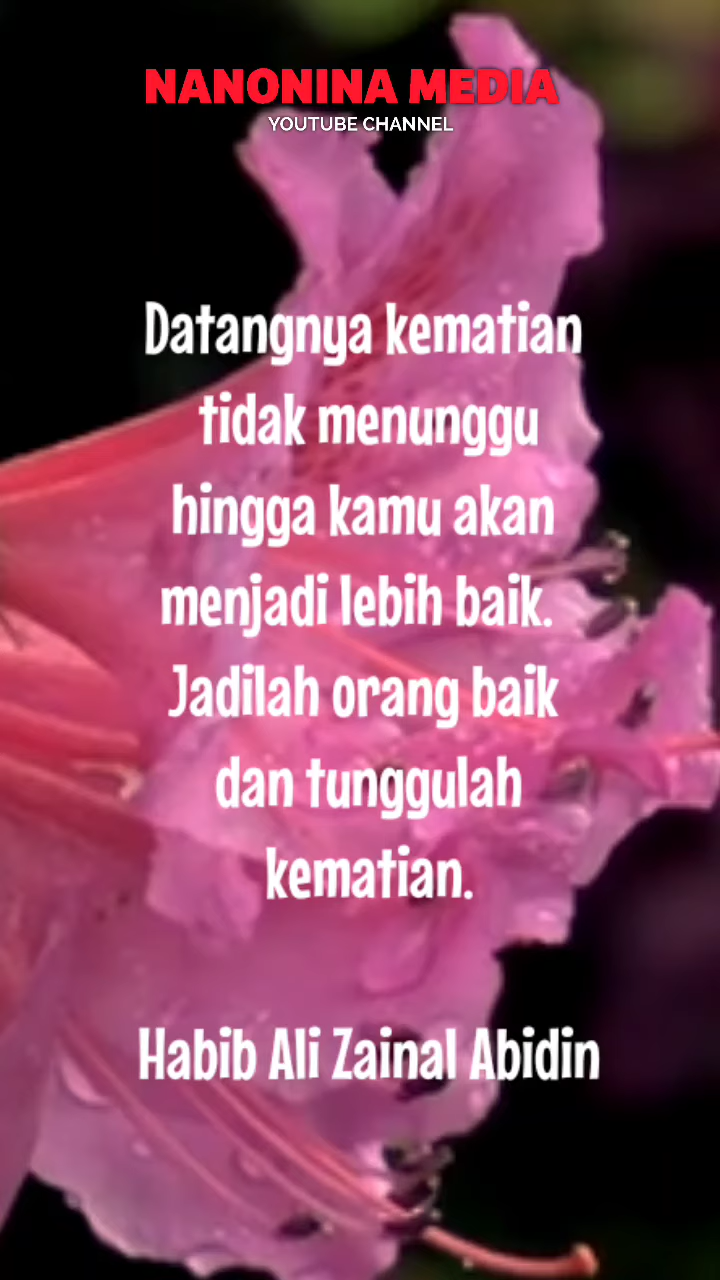 NANONINA MEDIA
YOUTUBE CHANNEL
Datangnya kematian
tidak menunggu
hingga kamu akan
menjadi lebih baik.
Jadilah orang baik
dan tunggulah
kematian.
Habib Ali Zainal Abidin